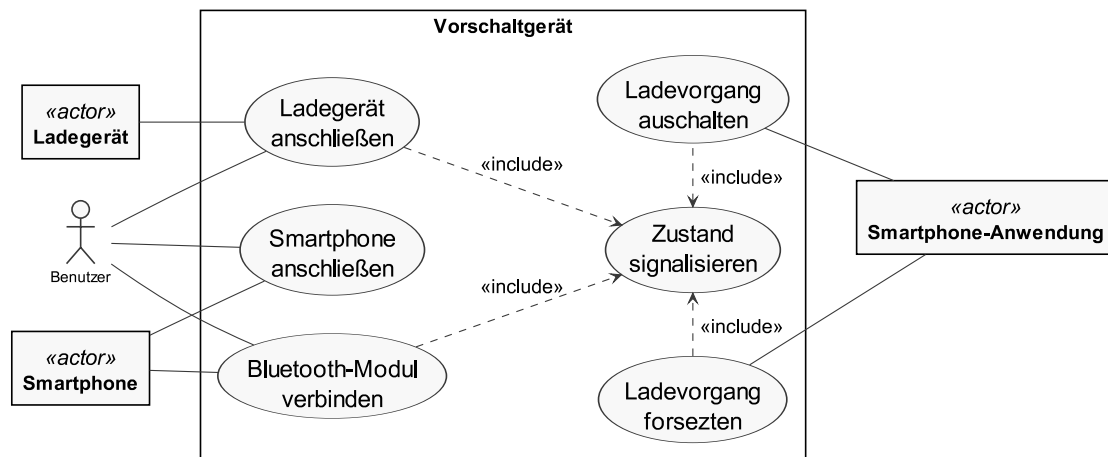 Vorschaltgerät
«actor»
Ladegerät
Benutzer
«actor»
Smartphone
Ladegerät
anschließen
Smartphone
anschließen
Bluetooth-Modul
verbinden
«include»
«include»
Ladevorgang
auschalten
«include»
Zustand
signalisieren
«include»
Ladevorgang
forsezten
«actor»
Smartphone-Anwendung